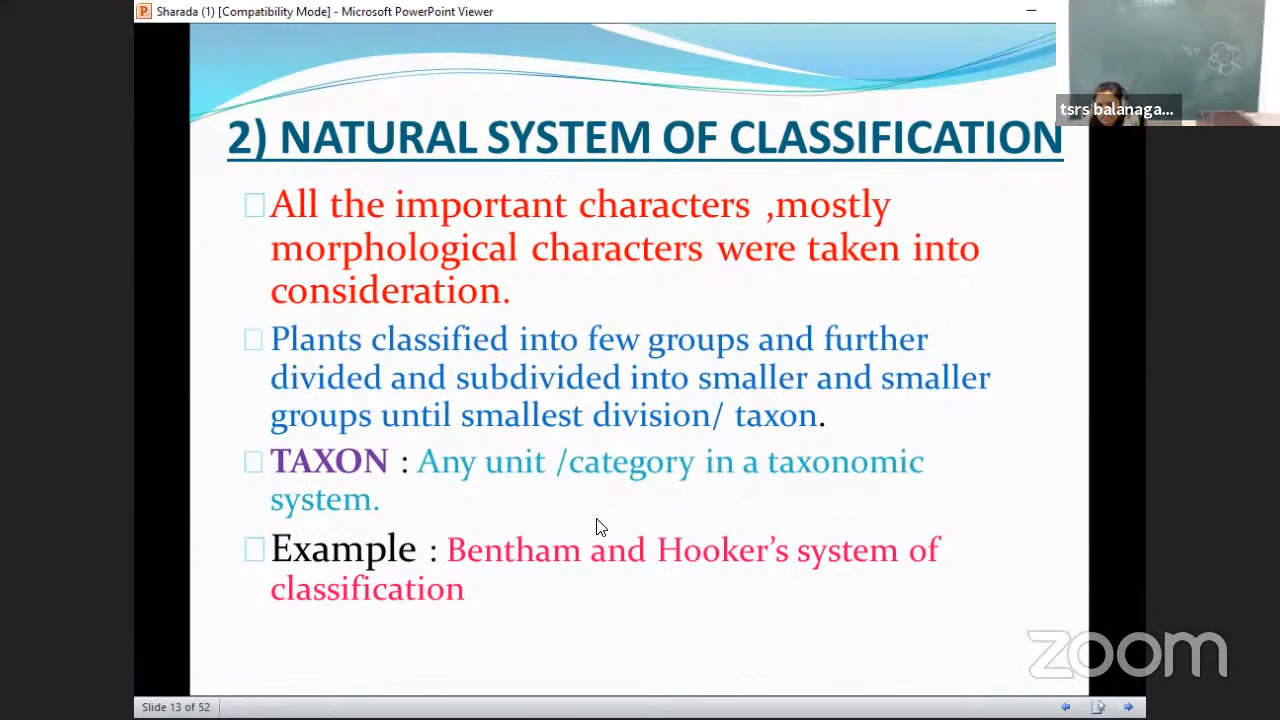 Sharada (1) [Compatibility Mode] - Microsoft PowerPoint Viewer
tsrs balanaga...
2) NATURAL SYSTEM OF CLASSIFICATION
All the important characters ,mostly
morphological characters were taken into
consideration.
Plants classified into few groups and further
divided and subdivided into smaller and smaller
groups until smallest division/ taxon.
TAXON : Any unit /category in a taxonomic
system.
Example : Bentham and Hooker’s system of
classification
zoom
Slide 13 of 52